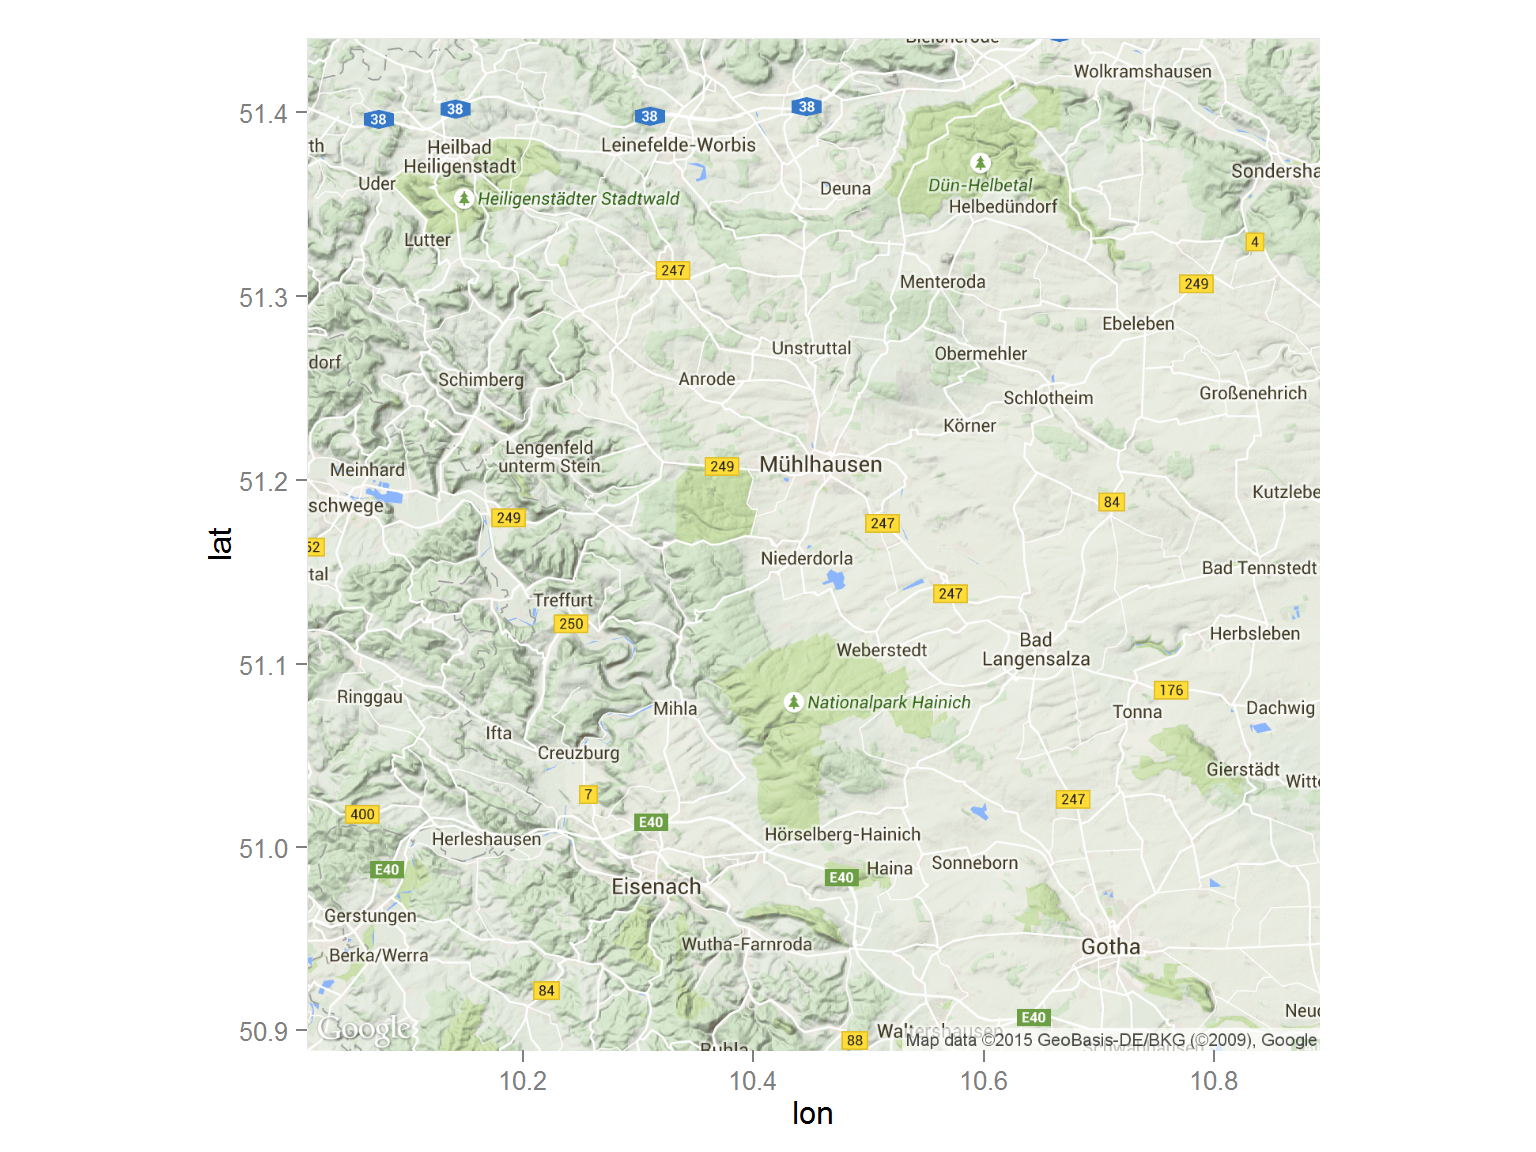 Wolkramshausen
51.4
38
38
38
38
Heilbad
Heiligenstadt
Leinefelde-Worbis
th
Sondersha
Uder
Deuna
Dün-Helbetal
Heiligenstädter Stadtwald
Helbedündorf
Lutter
4
247
Menteroda
249
51.3
Ebeleben
Unstruttal
Obermehler
dorf
Schimberg
Anrode
Schlotheim
Großenehrich
Körner
Lengenfeld
unterm Stein
Meinhard
249
Mühlhausen
51.2
Kutzlebe
schwege
84
249
247
52
Niederdorla
tal
Bad Tennstedt
247
lat
Treffurt
250
Herbsleben
Bad
Langensalza
Weberstedt
51.1
Ringgau
176
Nationalpark Hainich
Mihla
Tonna
Dachwig
Ifta
Creuzburg
Gierstädt
Witte
7
247
400
E40
Herleshausen
Hörselberg-Hainich
51.0
E40
Haina
Sonneborn
E40
Eisenach
Gerstungen
Wutha-Farnroda
Gotha
Berka/Werra
84
Neud
E40
50.9
Google
Waltershausen
88
Map data ©2015 GeoBasis-DE/BKG (©2009), Google
Ruhla
10.2
10.4
10.6
10.8
lon